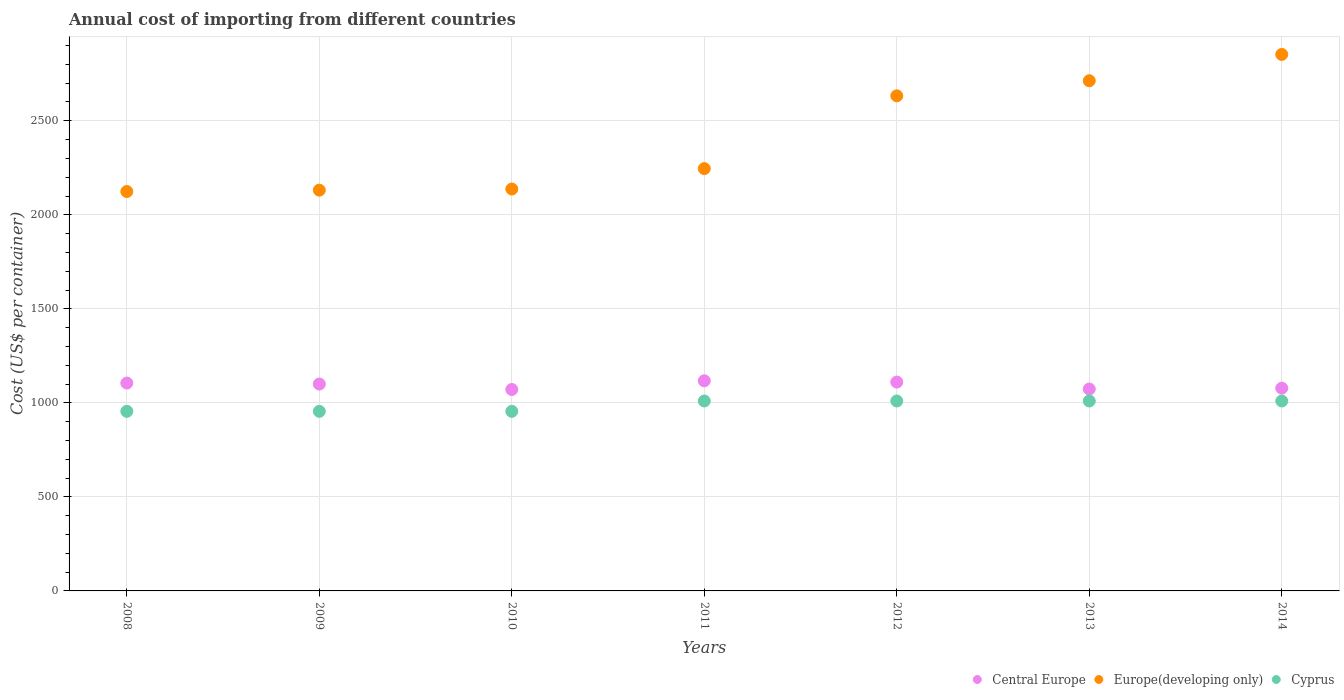 Annual cost of importing from different countries
Cost (US$ per container)
2500
2000
1500
1000
500
0
2008
2009
2010
2011
2012
2013
2014
Years
Central Europe
Europe(developing only)
Cyprus